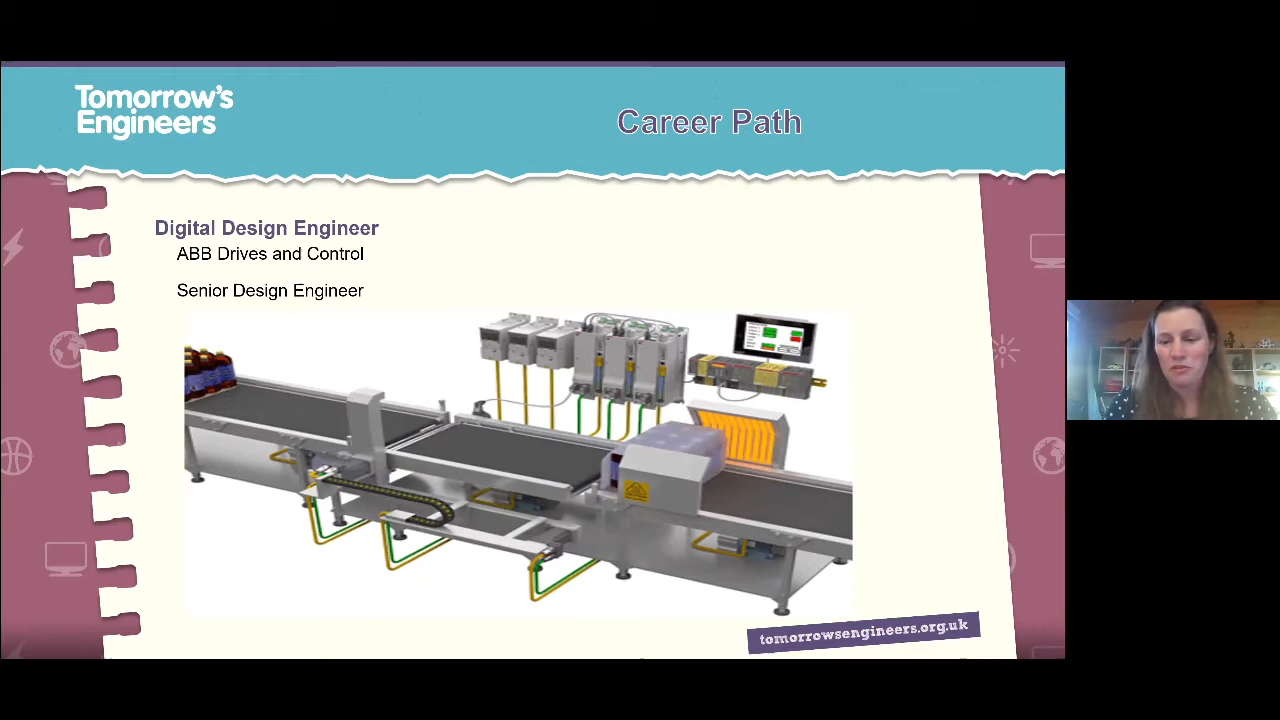 Tomorrow's
Engineers
Career Path
Digital Design Engineer
ABB Drives and Control
Senior Design Engineer
tomorrowsengineers.org.uk